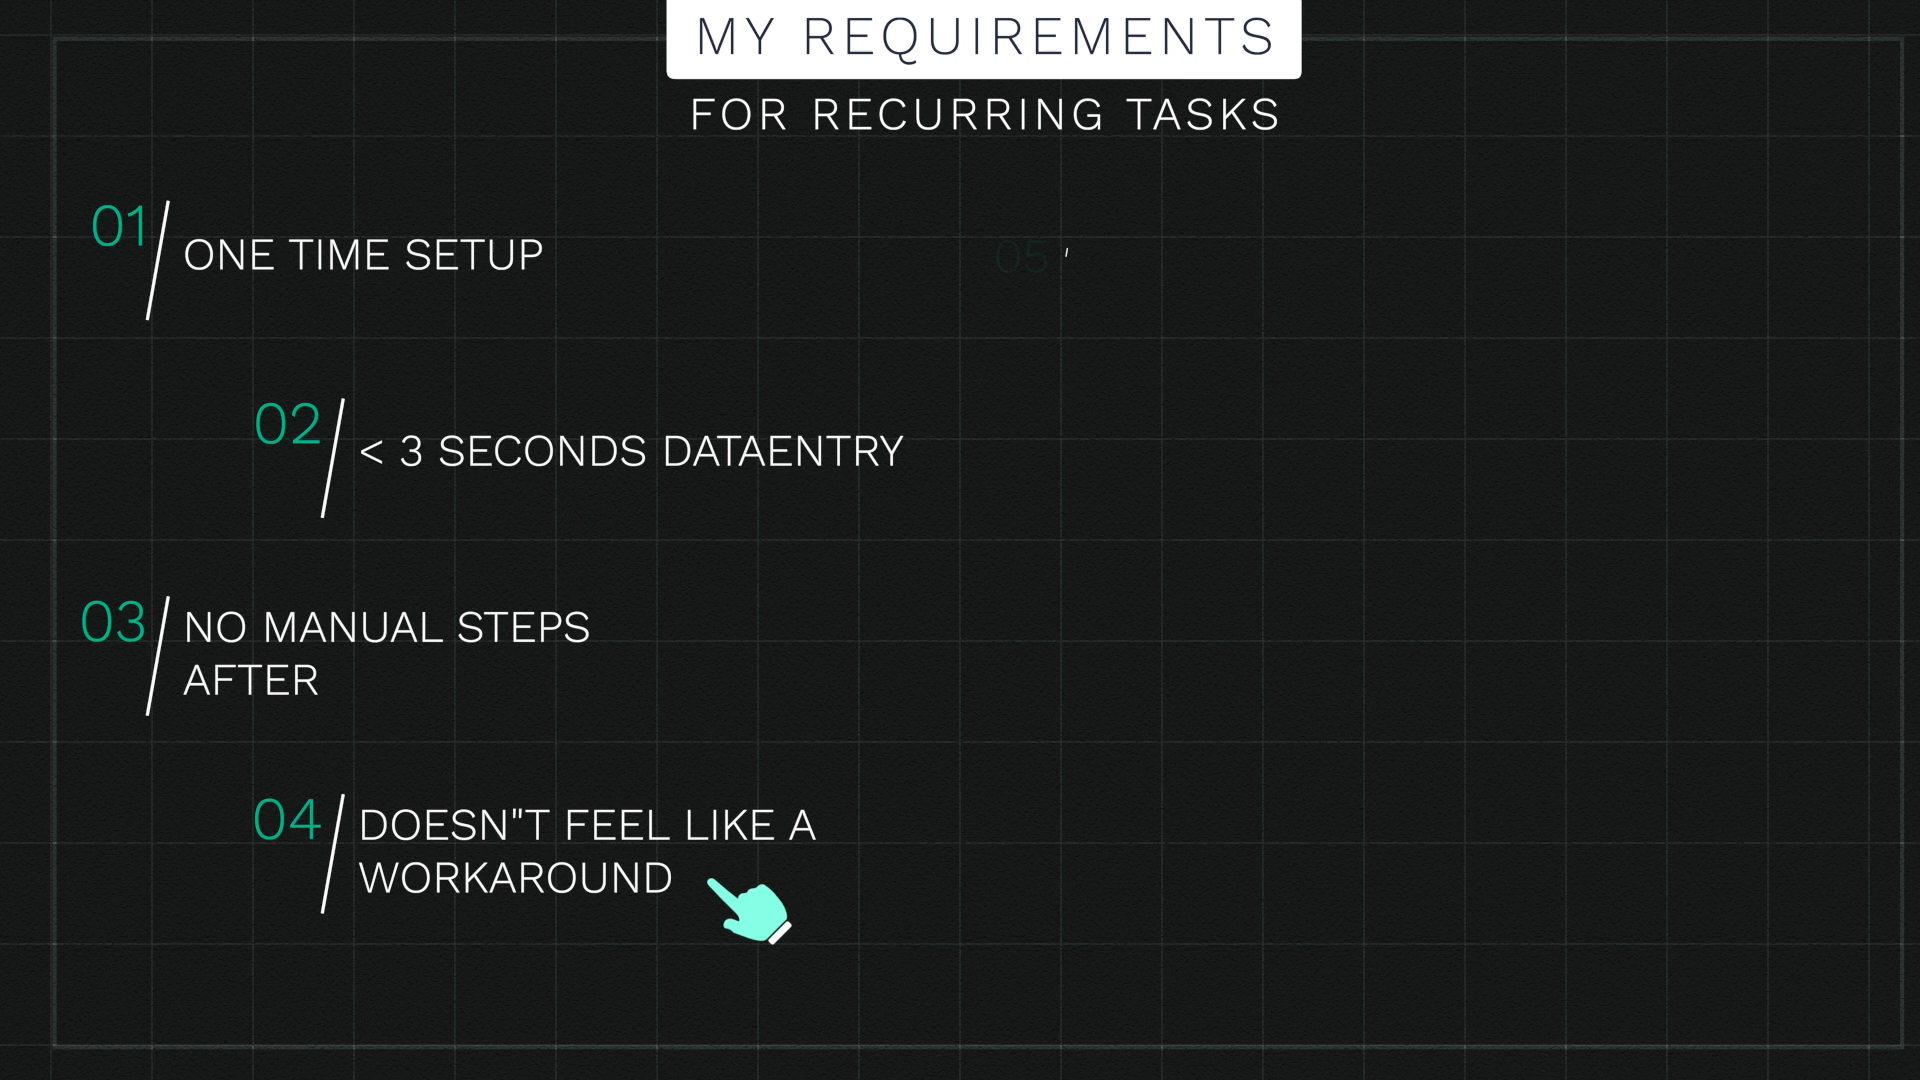 MY REQUIREMENTS
FOR RECURRING TASKS
01
ONE TIME SETUP
02
< 3 SECONDS DATAENTRY
03
NO MANUAL STEPS
AFTER
04
DOESN"T FEEL LIKE A
WORKAROUND
05